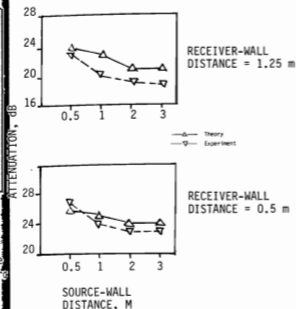 28
24
20
16
0.5 1 2 3
RECEIVER-WALL
DISTANCE = 1.25 m
Theory
Experiment
ATTENUATION, dB
28
24
20
0.5 1 2 3
RECEIVER-WALL
DISTANCE = 0.5 m
SOURCE-WALL
DISTANCE, M